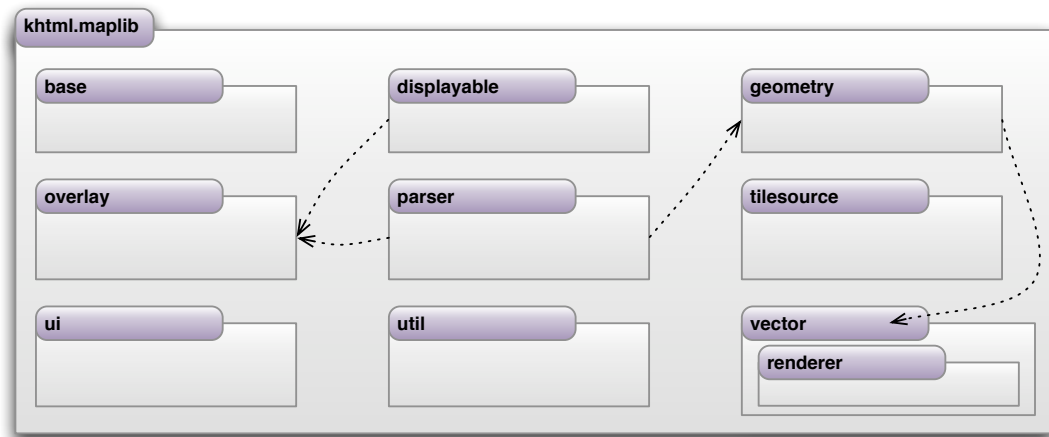 khtml.maplib
base
displayable
geometry
overlay
parser
tilesource
ui
util
vector
renderer